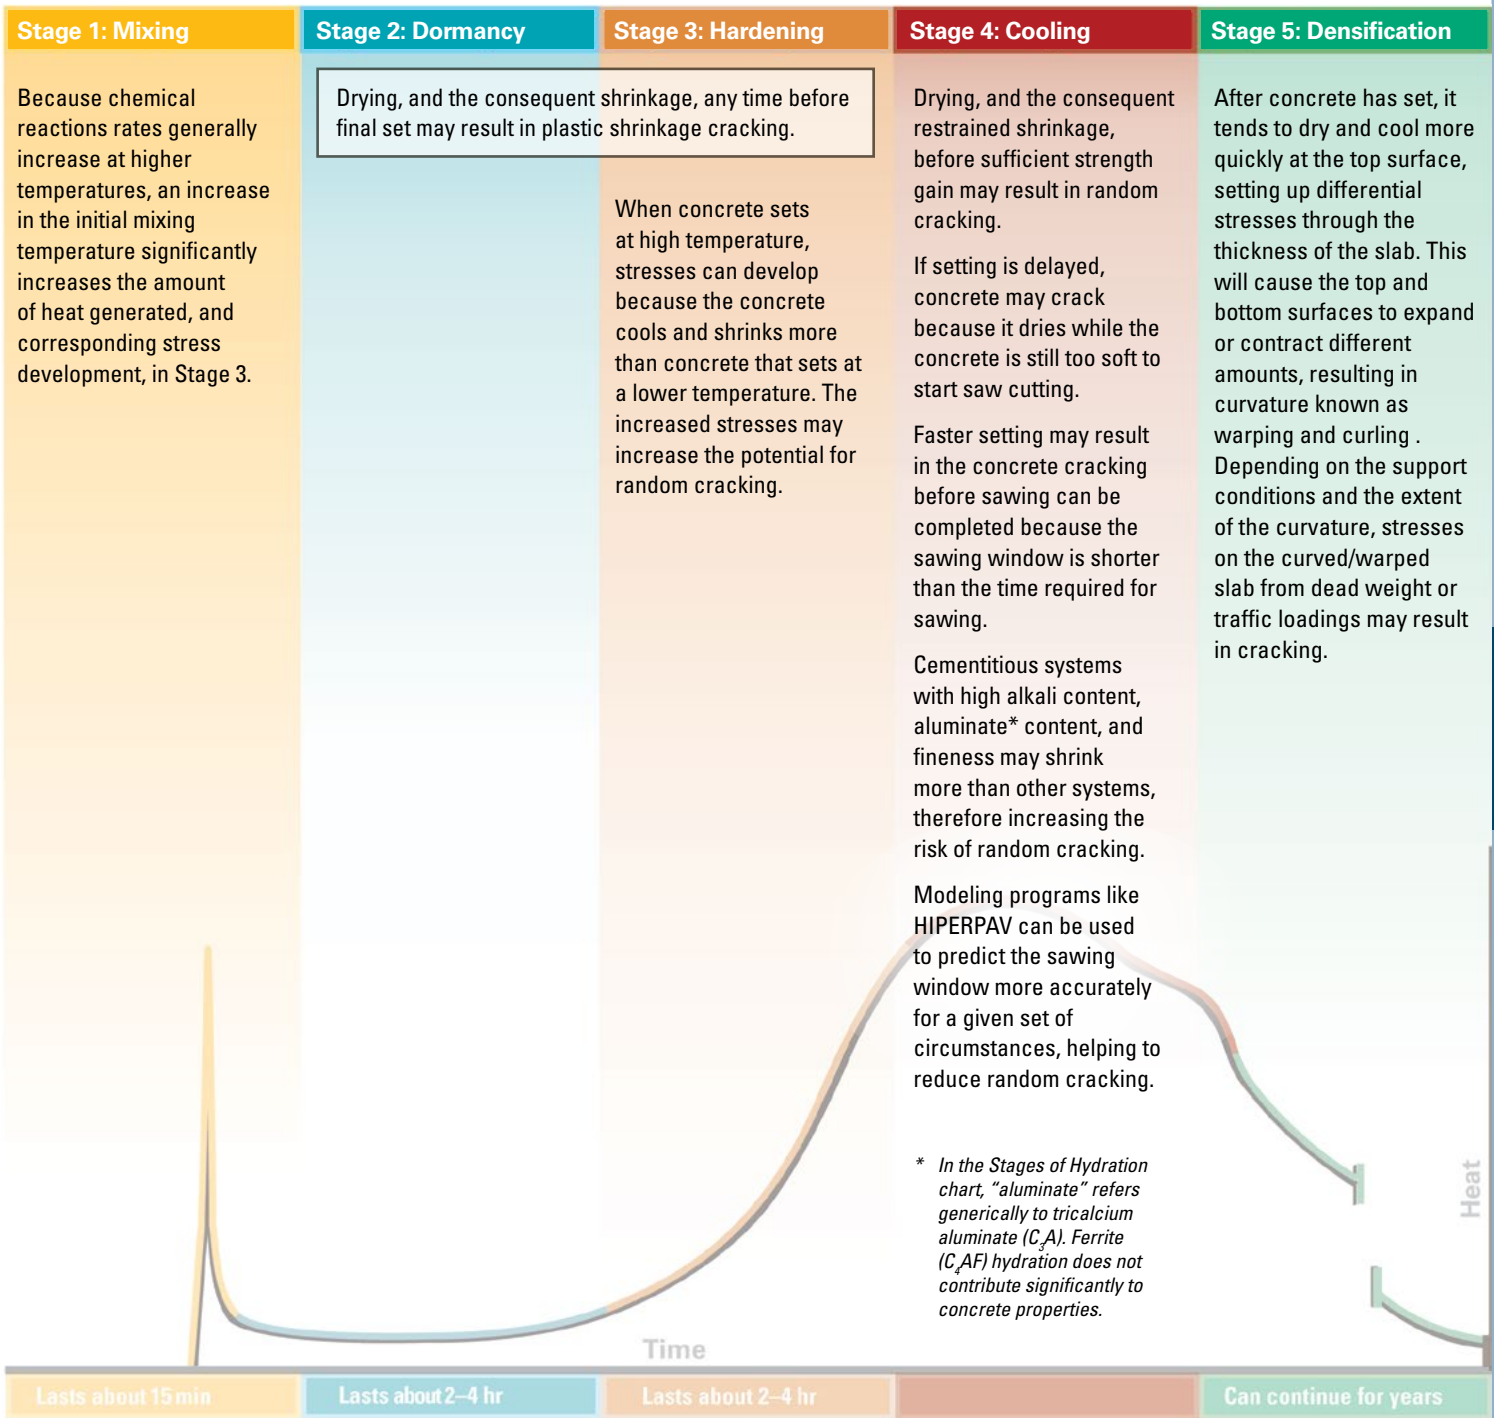 Stage 1: Mixing
Because chemical
reactions rates generally
increase at higher
temperatures, an increase
in the initial mixing
temperature significantly
increases the amount
of heat generated, and
corresponding stress
development, in Stage 3.
Stage 2: Dormancy
Stage 3: Hardening
Drying, and the consequent shrinkage, any time before
final set may result in plastic shrinkage cracking.
When concrete sets
at high temperature,
stresses can develop
because the concrete
cools and shrinks more
than concrete that sets at
a lower temperature. The
increased stresses may
increase the potential for
random cracking.
Stage 4: Cooling
Drying, and the consequent
restrained shrinkage,
before sufficient strength
gain may result in random
cracking.
If setting is delayed,
concrete may crack
because it dries while the
concrete is still too soft to
start saw cutting.
Faster setting may result
in the concrete cracking
before sawing can be
completed because the
sawing window is shorter
than the time required for
sawing.
Cementitious systems
with high alkali content,
aluminate* content, and
fineness may shrink
more than other systems,
therefore increasing the
risk of random cracking.
Modeling programs like
HIPERPAV can be used
to predict the sawing
window more accurately
for a given set of
circumstances, helping to
reduce random cracking.
* In the Stages of Hydration
chart, “aluminate” refers
generically to tricalcium
aluminate (C₃A). Ferrite
(C₄AF) hydration does not
contribute significantly to
concrete properties.
Stage 5: Densification
After concrete has set, it
tends to dry and cool more
quickly at the top surface,
setting up differential
stresses through the
thickness of the slab. This
will cause the top and
bottom surfaces to expand
or contract different
amounts, resulting in
curvature known as
warping and curling .
Depending on the support
conditions and the extent
of the curvature, stresses
on the curved/warped
slab from dead weight or
traffic loadings may result
in cracking.
Heat
Time
Lasts about 15 min
Lasts about 2–4 hr
Lasts about 2–4 hr
Can continue for years